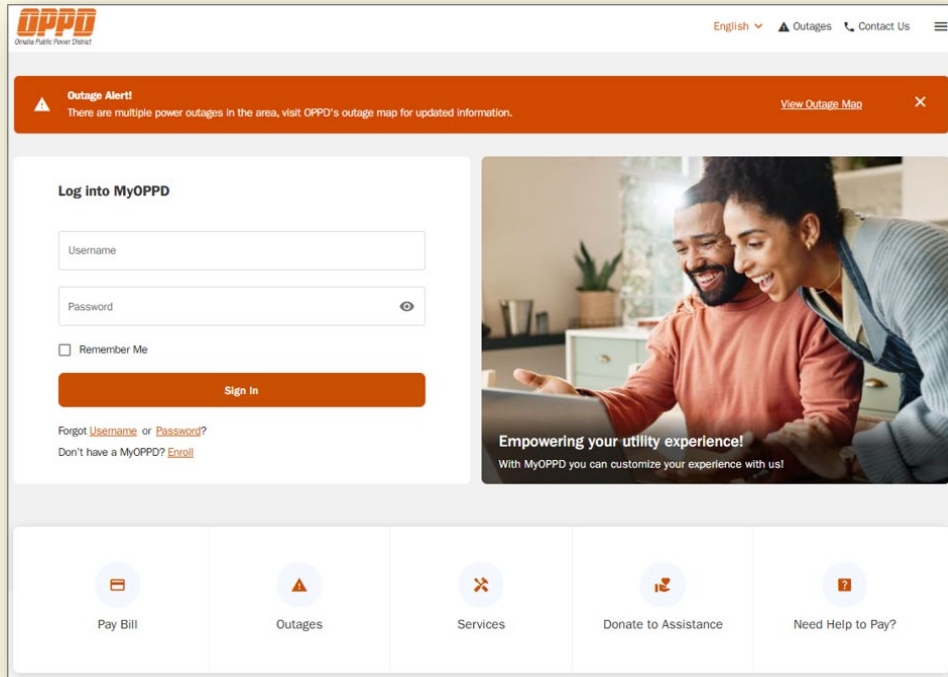 OPPD
Omaha Public Power District
English
Outages
Contact Us
Outage Alert!
There are multiple power outages in the area, visit OPPD's outage map for updated information.
View Outage Map
Log into MyOPPD
Username
Password
Remember Me
Sign In
Forgot Username or Password?
Don't have a MyOPPD? Enroll
Empowering your utility experience!
With MyOPPD you can customize your experience with us!
Pay Bill
Outages
Services
Donate to Assistance
Need Help to Pay?